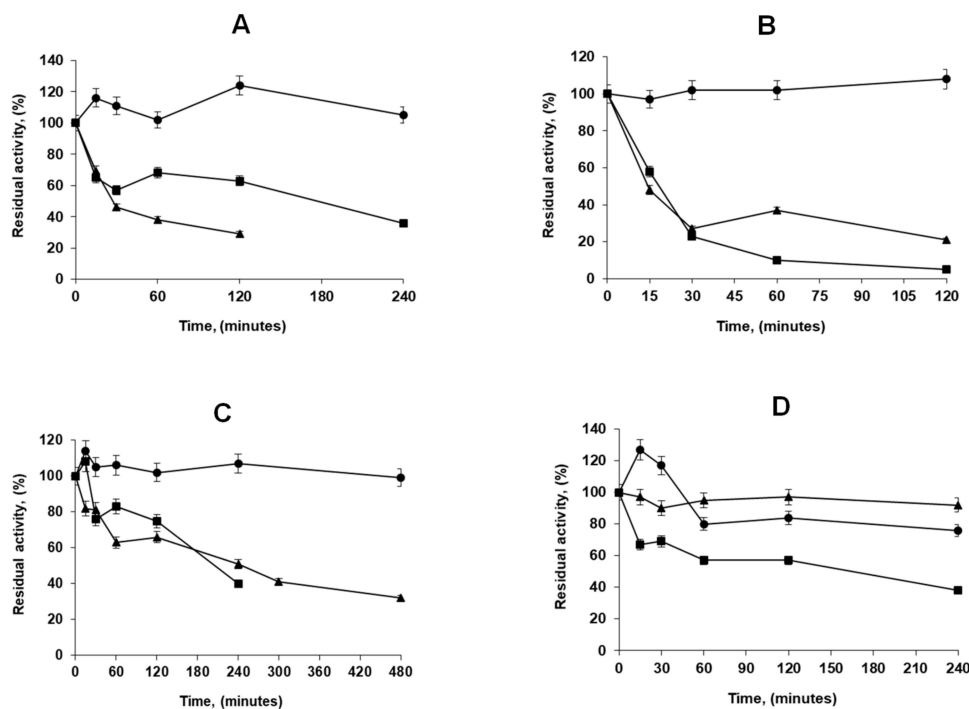 A
140
120
100
80
60
40
20
0
Residual activity, (%)
0 60 120 180 240
Time, (minutes)
B
120
100
80
60
40
20
0
Residual activity, (%)
0 15 30 45 60 75 90 105 120
Time, (minutes)
C
120
100
80
60
40
20
0
Residual activity, (%)
0 60 120 180 240 300 360 420 480
Time, (minutes)
D
140
120
100
80
60
40
20
0
Residual activity, (%)
0 30 60 90 120 150 180 210 240
Time, (minutes)